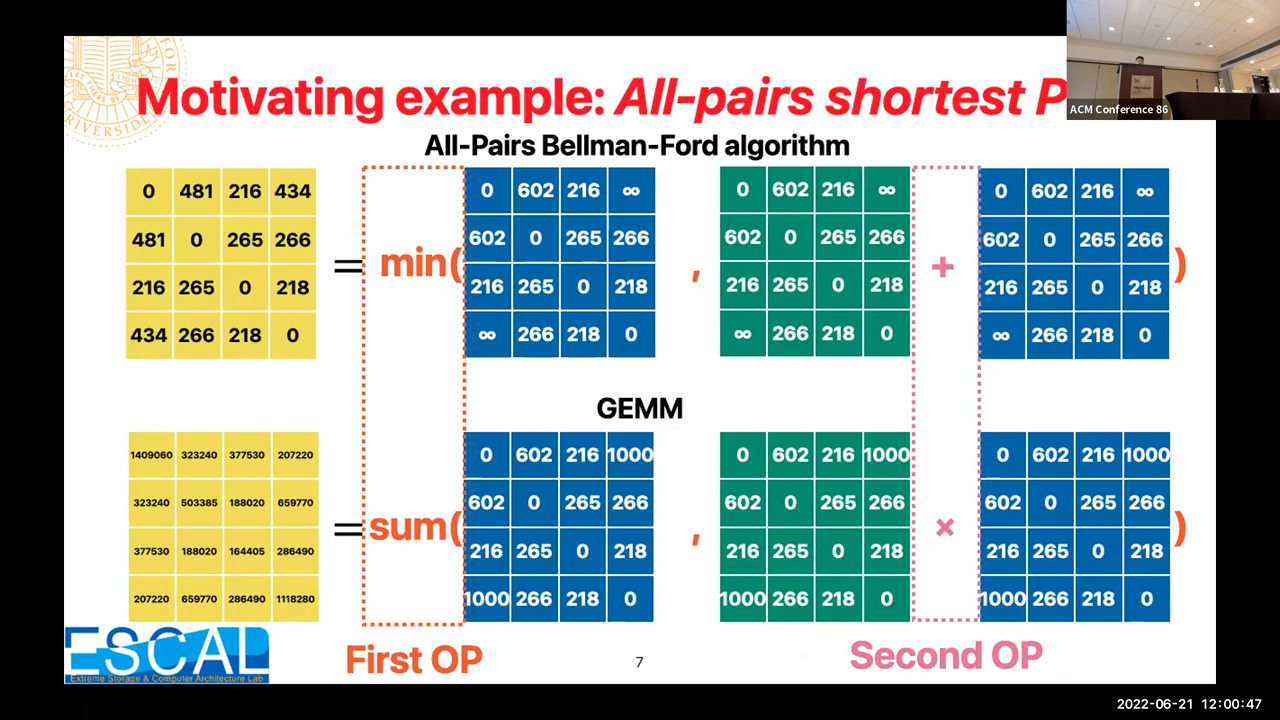 Motivating example: All-pairs shortest P
ACM Conference 86
All-Pairs Bellman-Ford algorithm
0 481 216 434
481 0 265 266
216 265 0 218
434 266 218 0
=
min(
0 602 216 ∞
602 0 265 266
216 265 0 218
∞ 266 218 0
,
0 602 216 ∞
602 0 265 266
216 265 0 218
∞ 266 218 0
+
0 602 216 ∞
602 0 265 266
216 265 0 218
∞ 266 218 0
)
GEMM
1409060 323240 377530 207220
323240 503385 188020 659770
377530 188020 164405 286490
207220 659770 286490 1118280
=
sum(
0 602 216 1000
602 0 265 266
216 265 0 218
1000 266 218 0
,
0 602 216 1000
602 0 265 266
216 265 0 218
1000 266 218 0
×
0 602 216 1000
602 0 265 266
216 265 0 218
1000 266 218 0
)
First OP
Second OP
ESCAL
Extreme Storage & Computer Architecture Lab
7
2022-06-21 12:00:47